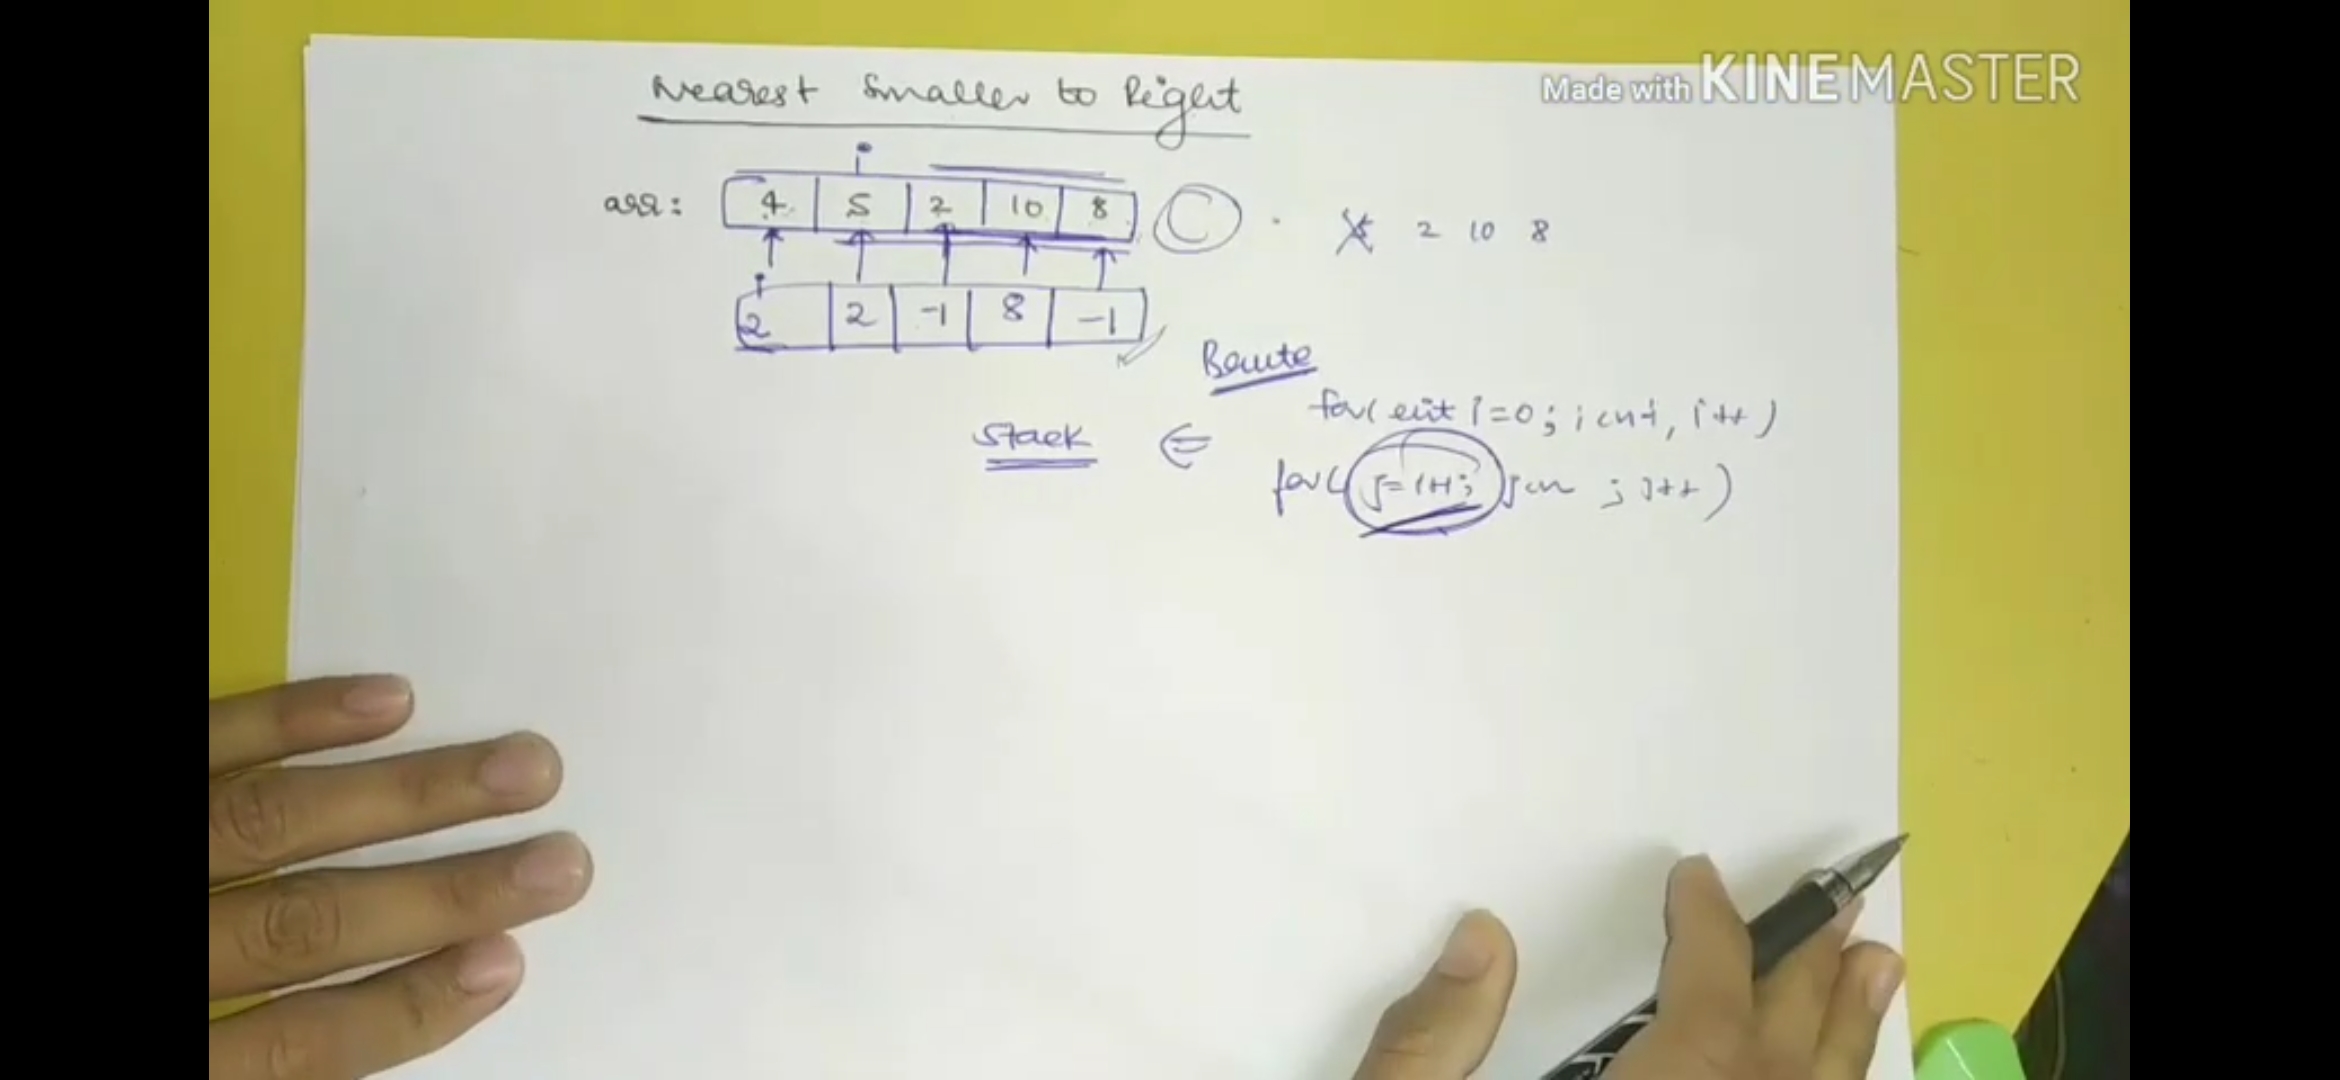 Made with KINEMASTER
Nearest Smaller to Right
i
arr: 4 5 2 10 8
5 2 10 8
i
2 2 -1 8 -1
Brute
for( int i=0; i<n-1, i++)
Stack ⇐
for( j=i+1; j<n ; j++)